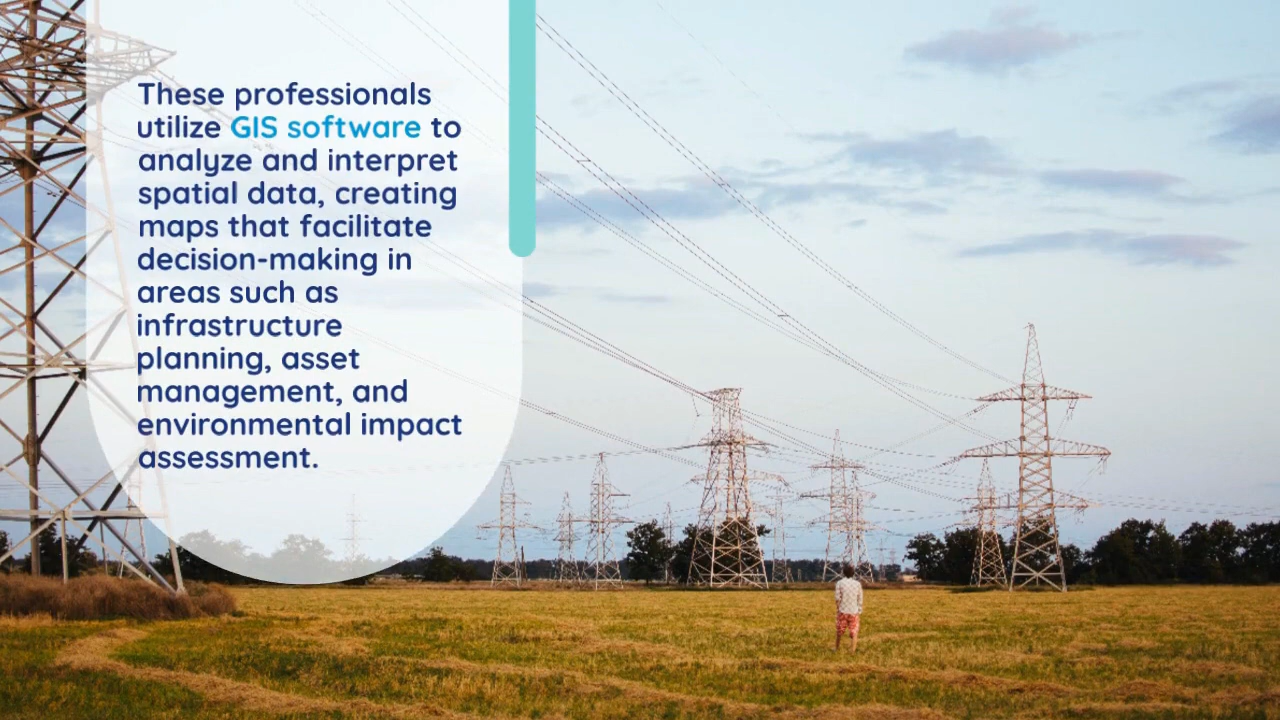 These professionals
utilize GIS software to
analyze and interpret
spatial data, creating
maps that facilitate
decision-making in
areas such as
infrastructure
planning, asset
management, and
environmental impact
assessment.